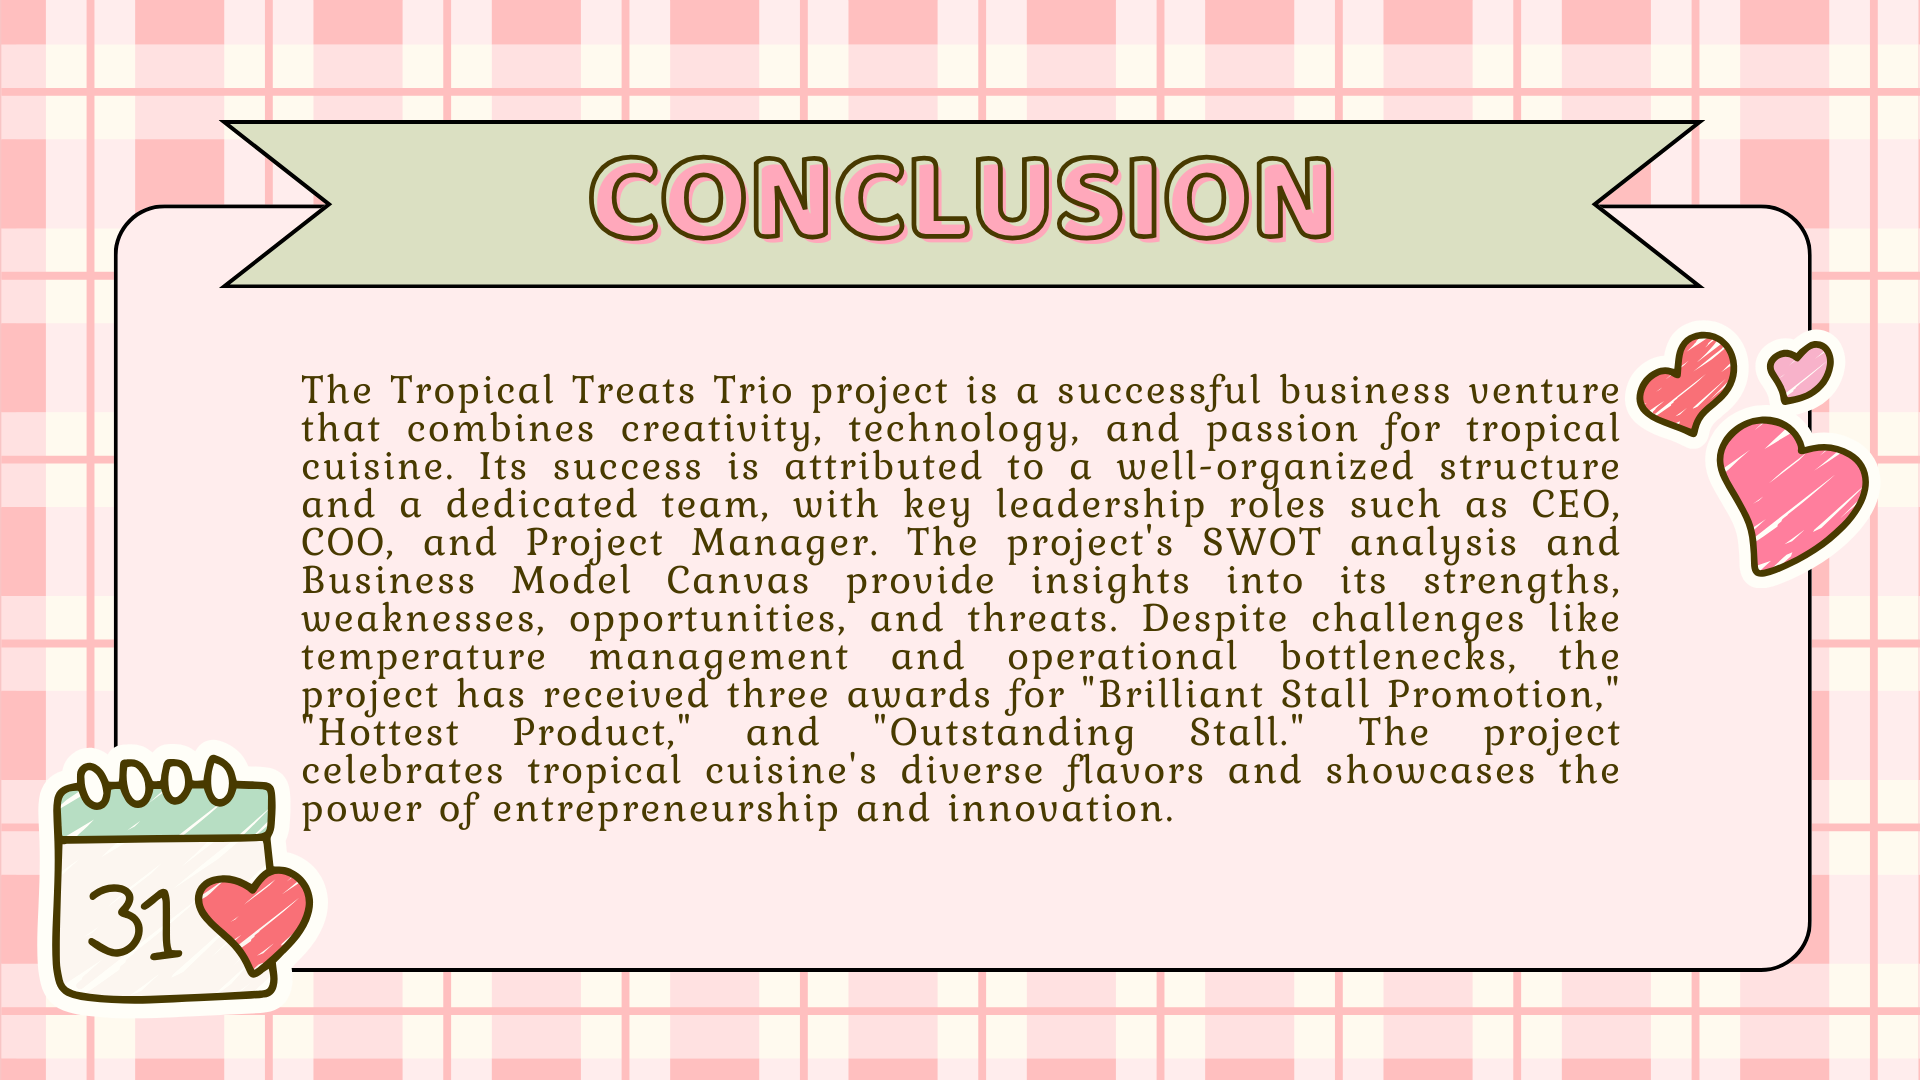 CONCLUSION
The Tropical Treats Trio project is a successful business venture
that combines creativity, technology, and passion for tropical
cuisine. Its success is attributed to a well-organized structure
and a dedicated team, with key leadership roles such as CEO,
COO, and Project Manager. The project's SWOT analysis and
Business Model Canvas provide insights into its strengths,
weaknesses, opportunities, and threats. Despite challenges like
temperature management and operational bottlenecks, the
project has received three awards for "Brilliant Stall Promotion,"
"Hottest Product," and "Outstanding Stall." The project
celebrates tropical cuisine's diverse flavors and showcases the
power of entrepreneurship and innovation.
31